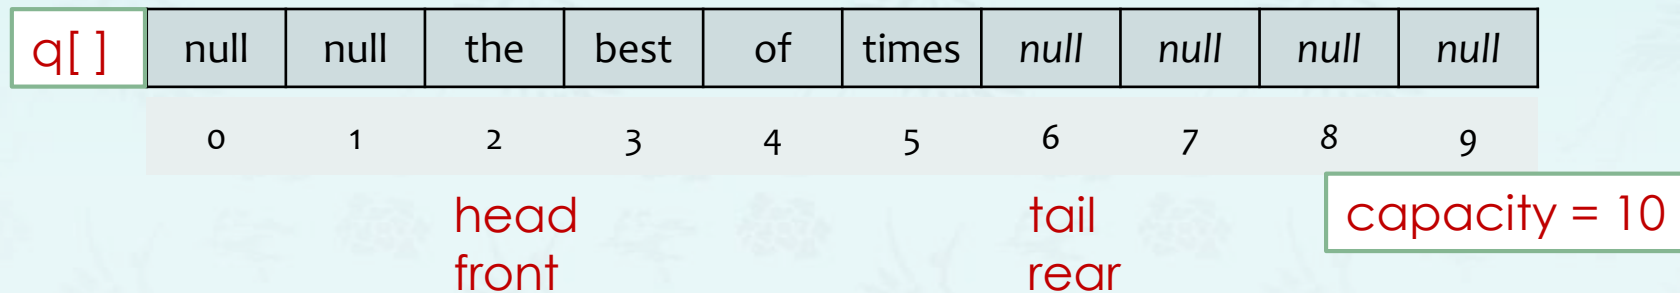 q[ ] null null the best of times null null null null
0 1 2 3 4 5 6 7 8 9
head tail capacity = 10
front rear